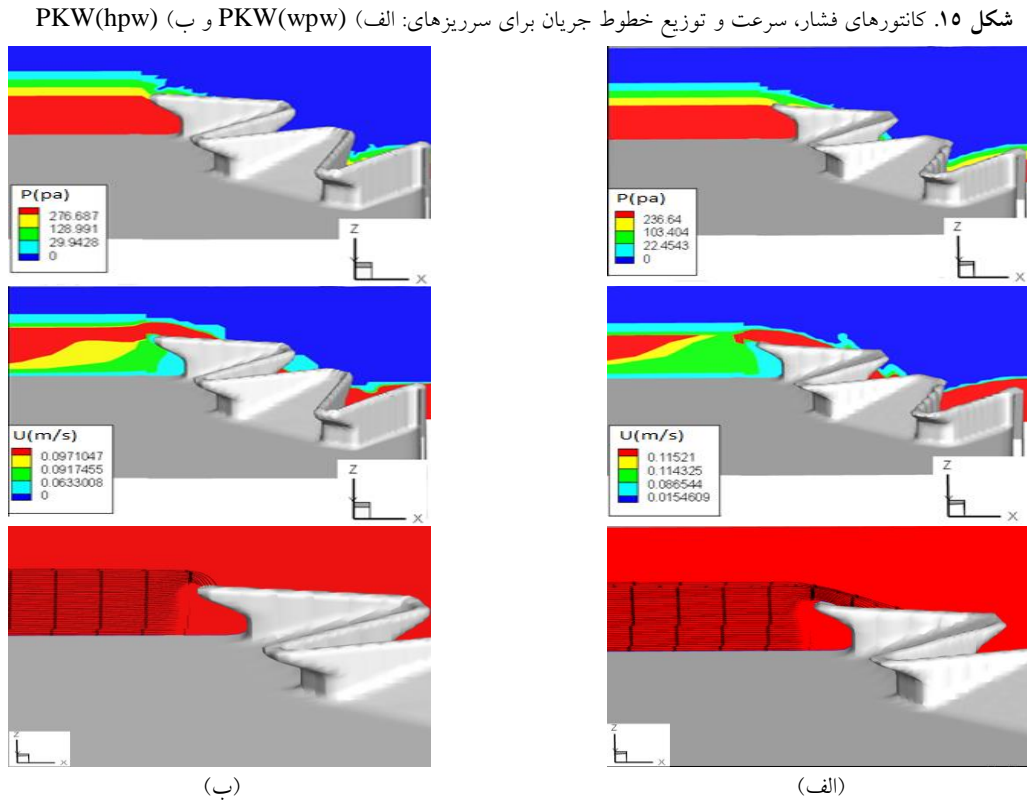 شکل ۱۵. کانتورهای فشار، سرعت و توزیع خطوط جریان برای سرریزهای: الف) PKW(wpw) و ب) PKW(hpw)
P(pa)
276.687
128.991
29.9428
0
Z
X
P(pa)
236.64
103.404
22.4543
0
Z
X
U(m/s)
0.0971047
0.0917455
0.0633008
0
Z
X
U(m/s)
0.11521
0.114325
0.086544
0.0154609
Z
X
Z
X
Z
X
(الف)
(ب)